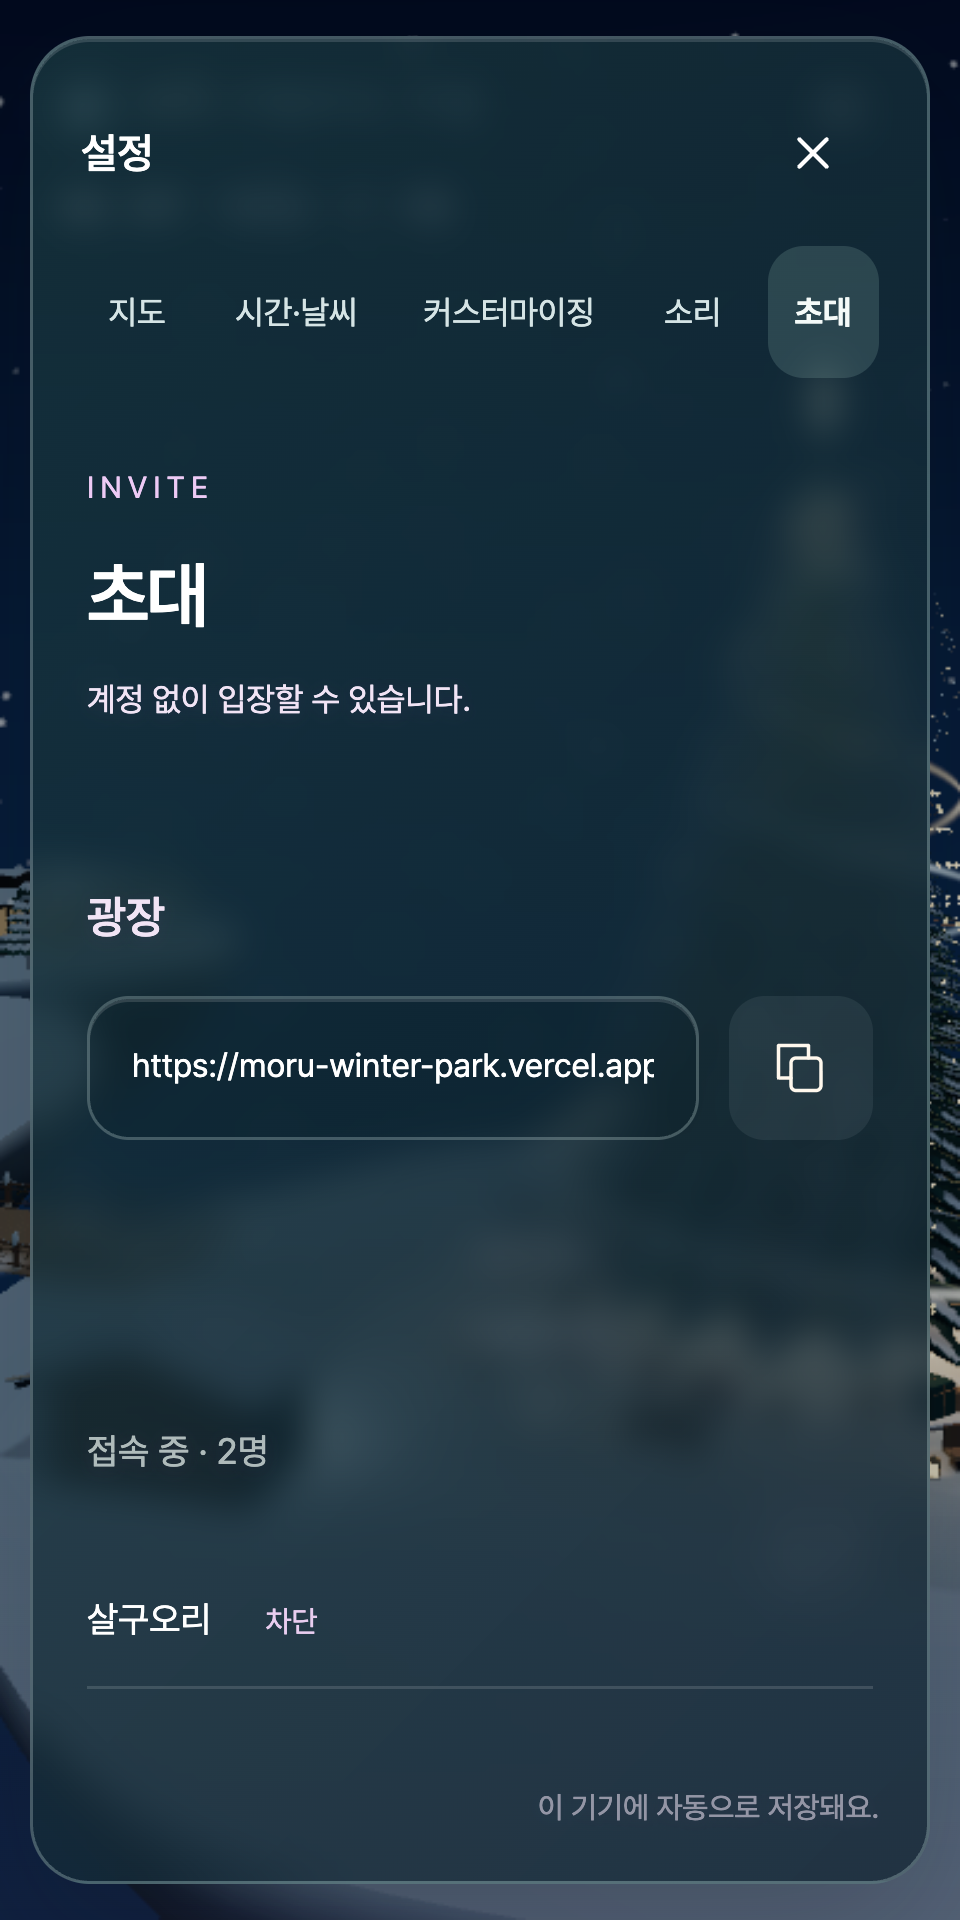 설정
지도 시간·날씨 커스터마이징 소리 초대
INVITE
초대
계정 없이 입장할 수 있습니다.
광장
https://moru-winter-park.vercel.app
접속 중 · 2명
살구오리 차단
이 기기에 자동으로 저장돼요.